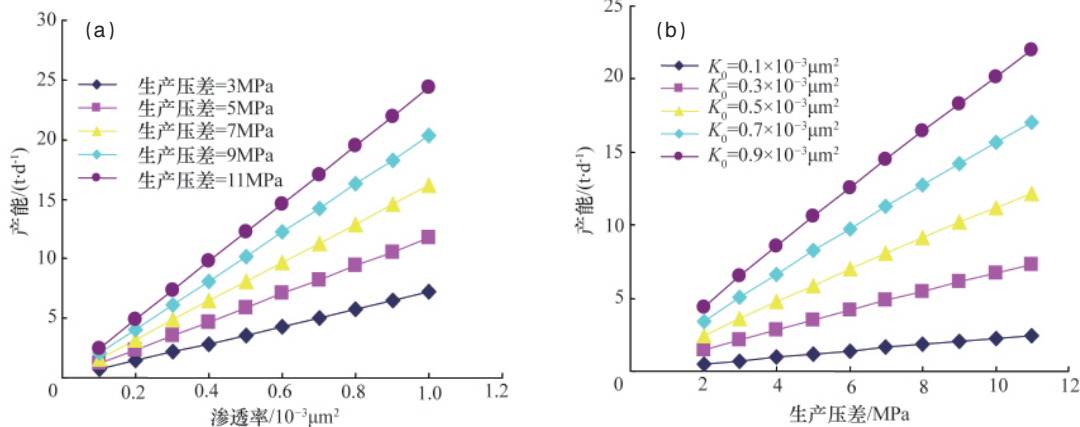 (a)
30
25
20
15
10
5
0
0.2
0.4
0.6
0.8
1.0
1.2
产能/(t·d⁻¹)
渗透率/10⁻³μm²
生产压差=3MPa
生产压差=5MPa
生产压差=7MPa
生产压差=9MPa
生产压差=11MPa
(b)
25
20
15
10
5
0
2
4
6
8
10
12
产能/(t·d⁻¹)
生产压差/MPa
K₀=0.1×10⁻³μm²
K₀=0.3×10⁻³μm²
K₀=0.5×10⁻³μm²
K₀=0.7×10⁻³μm²
K₀=0.9×10⁻³μm²